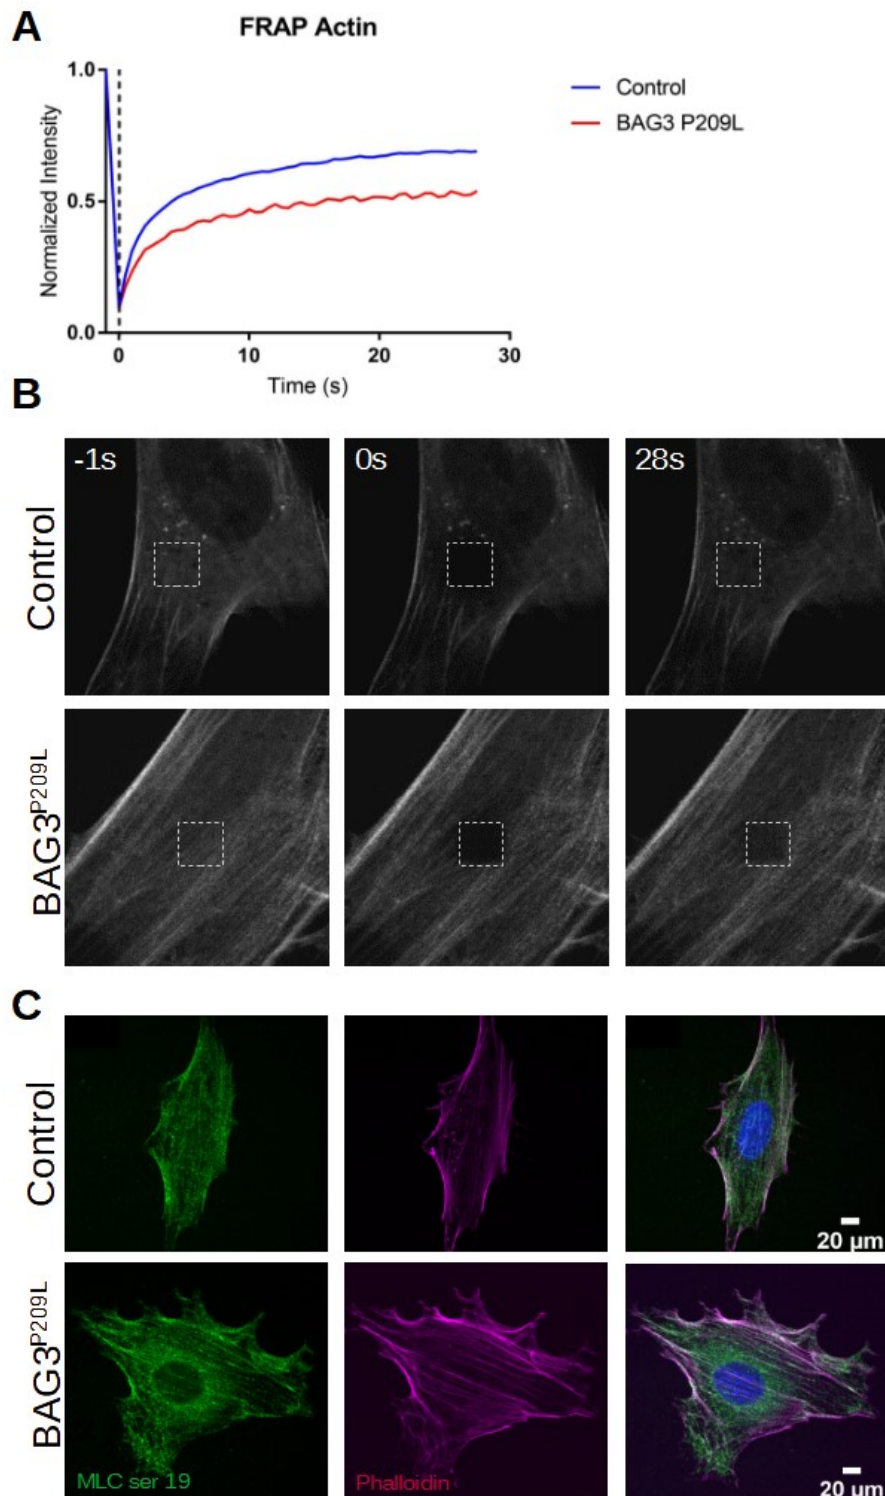 A
FRAP Actin
1.0
0.5
0.0
Normalized Intensity
0
10
20
30
Time (s)
Control
BAG3 P209L
B
-1s
0s
28s
Control
BAG3P209L
C
Control
20 µm
BAG3P209L
MLC ser 19
Phalloidin
20 µm